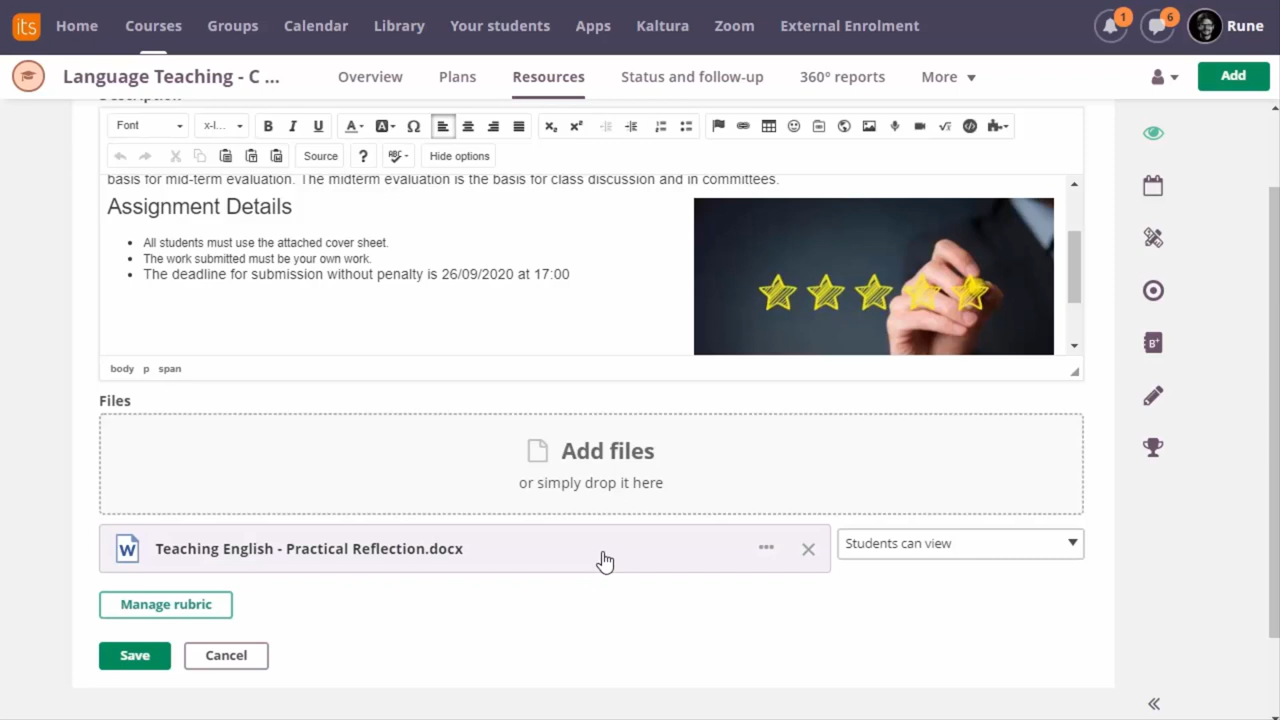 its Home Courses Groups Calendar Library Your students Apps Kaltura Zoom External Enrolment 1 6 Rune
Language Teaching - C ... Overview Plans Resources Status and follow-up 360° reports More Add
Font x-l... B I U A A Ω x₂ x²
Source ? ABC Hide options
basis for mid-term evaluation. The midterm evaluation is the basis for class discussion and in committees.
Assignment Details
All students must use the attached cover sheet.
The work submitted must be your own work.
The deadline for submission without penalty is 26/09/2020 at 17:00
body p span
Files
Add files
or simply drop it here
W Teaching English - Practical Reflection.docx Students can view
Manage rubric
Save Cancel
B+